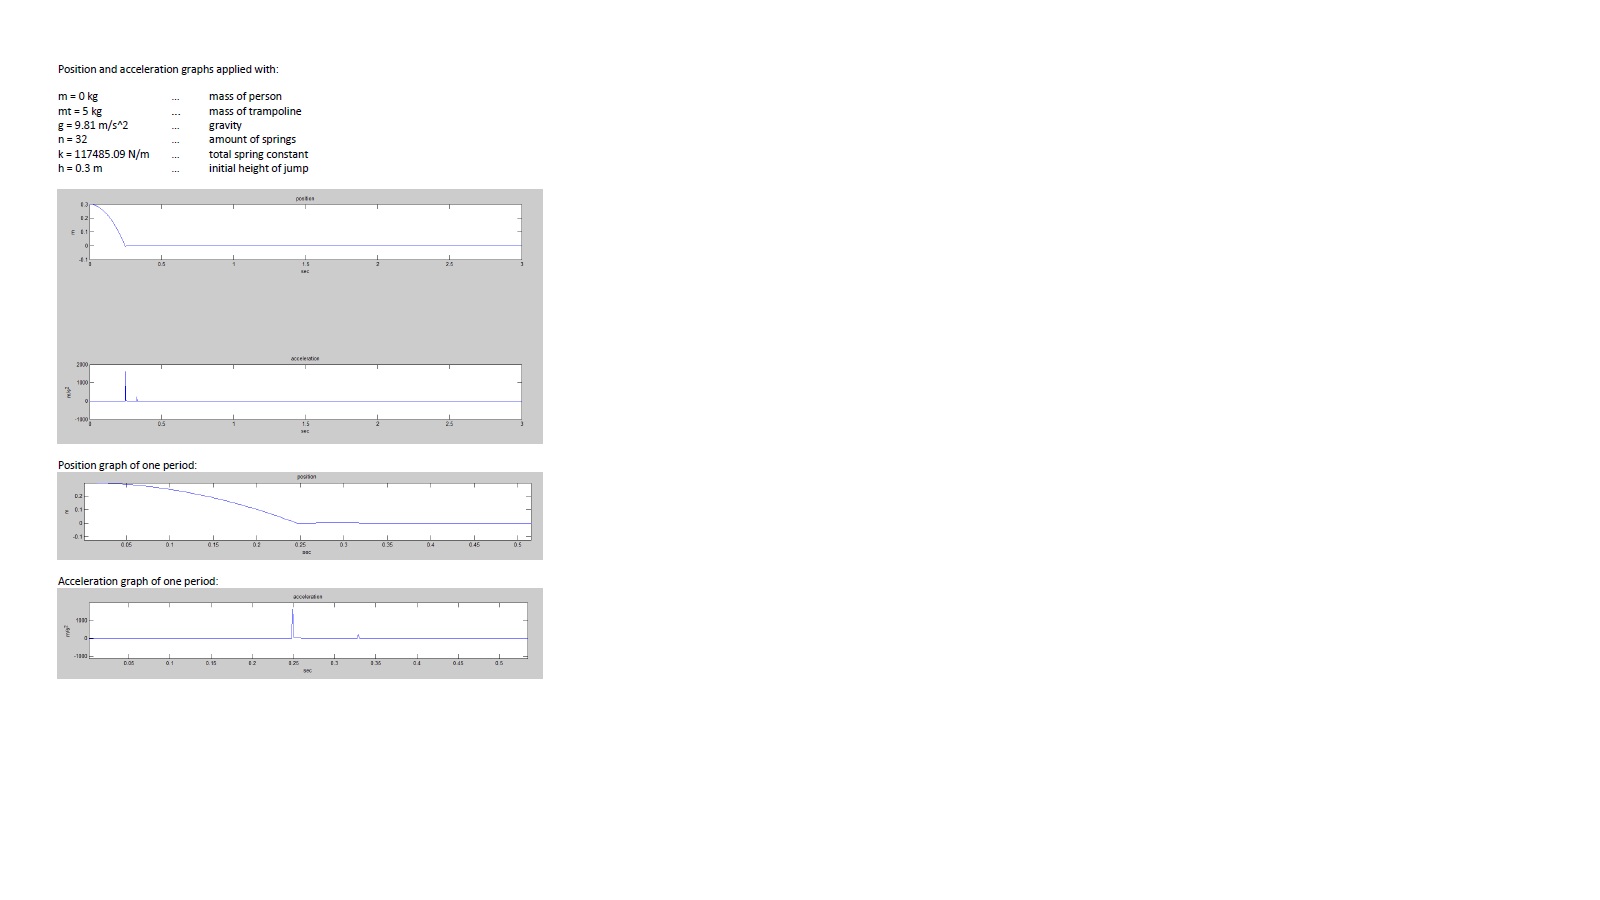 Position and acceleration graphs applied with:
m = 0 kg ... mass of person
mt = 5 kg ... mass of trampoline
g = 9.81 m/s^2 ... gravity
n = 32 ... amount of springs
k = 117485.09 N/m ... total spring constant
h = 0.3 m ... initial height of jump
position
0.3
0.2
0.1
0
-0.1
m
0 0.5 1 1.5 2 2.5 3
sec
acceleration
2000
1000
0
-1000
m/s²
0 0.5 1 1.5 2 2.5 3
sec
Position graph of one period:
position
0.2
0.1
0
-0.1
m
0.05 0.1 0.15 0.2 0.25 0.3 0.35 0.4 0.45 0.5
sec
Acceleration graph of one period:
acceleration
1000
0
-1000
m/s²
0.05 0.1 0.15 0.2 0.25 0.3 0.35 0.4 0.45 0.5
sec